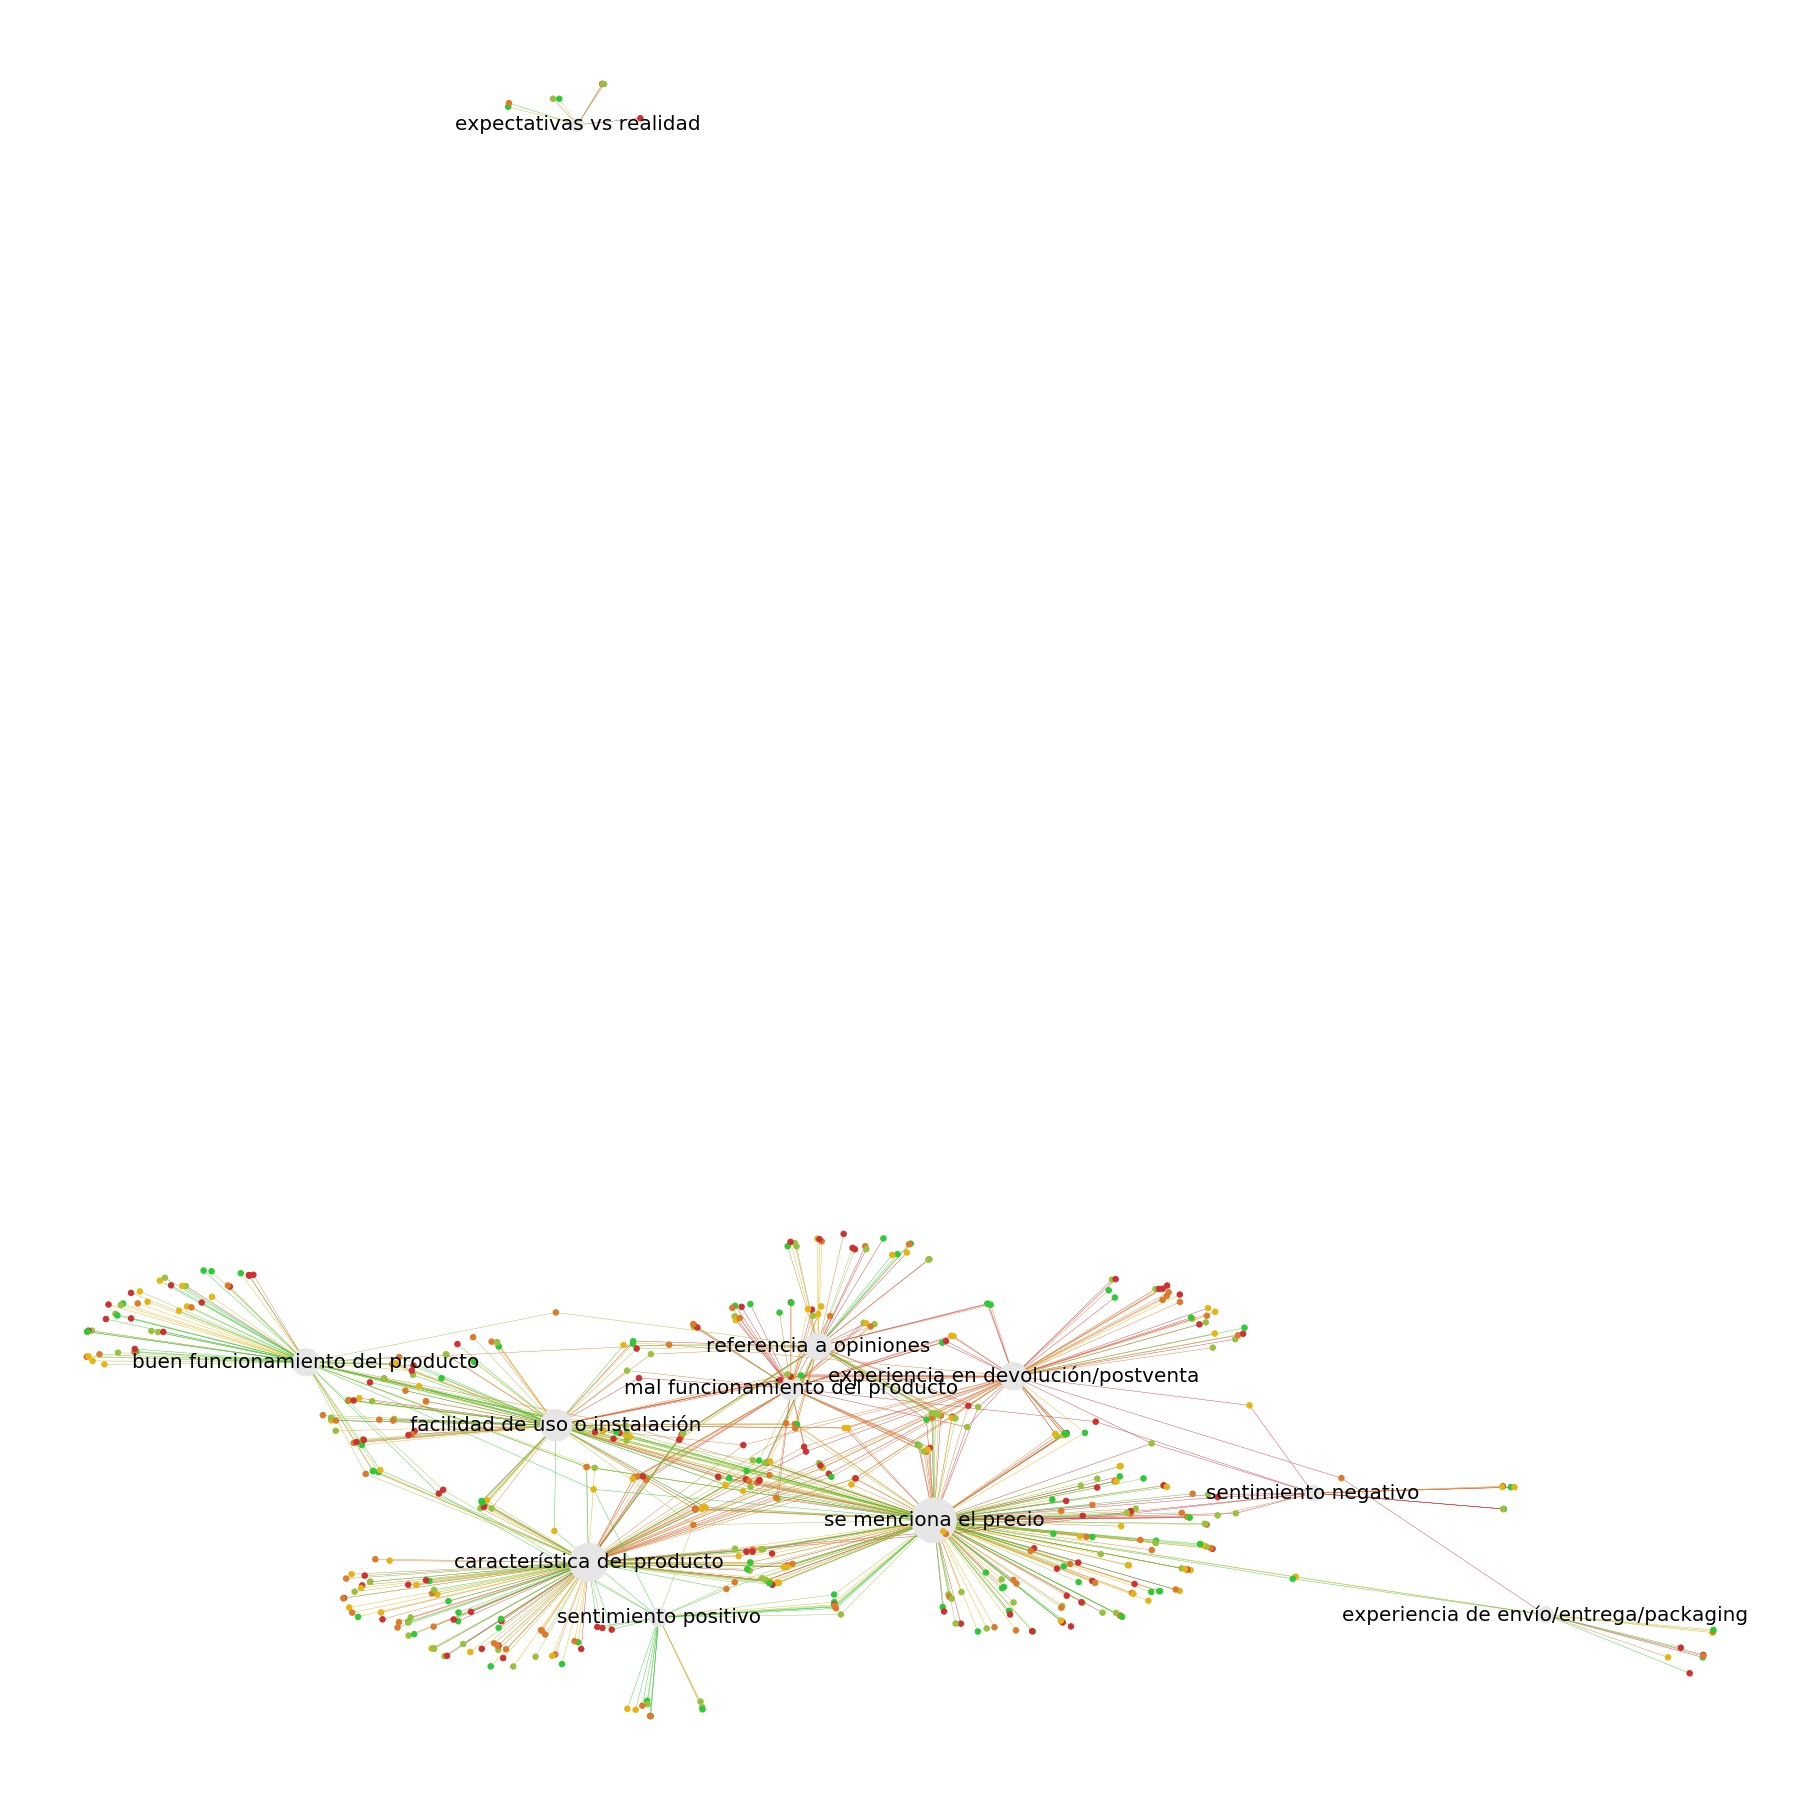 expectativas vs realidad
referencia a opiniones
buen funcionamiento del producto
experiencia en devolución/postventa
mal funcionamiento del producto
facilidad de uso o instalación
sentimiento negativo
se menciona el precio
característica del producto
sentimiento positivo
experiencia de envío/entrega/packaging